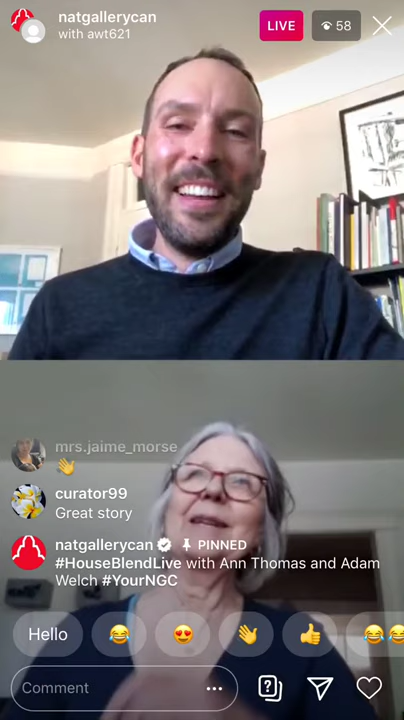 natgallerycan
with awt621
LIVE
58
mrs.jaime_morse
👋
curator99
Great story
natgallerycan PINNED
#HouseBlendLive with Ann Thomas and Adam
Welch #YourNGC
Hello 😂 😍 👋 👍 😂😂
Comment